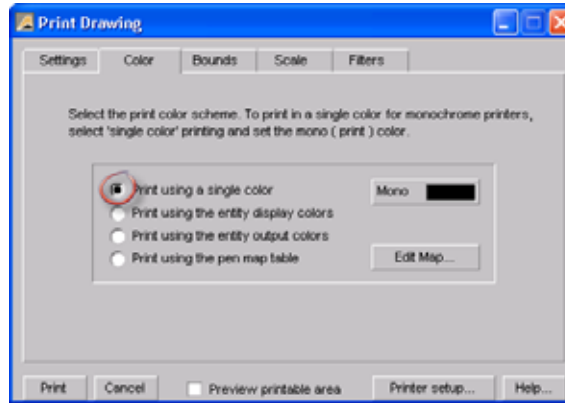 Print Drawing
Settings Color Bounds Scale Filters
Select the print color scheme. To print in a single color for monochrome printers,
select 'single color' printing and set the mono ( print ) color.
Print using a single color Mono
Print using the entity display colors
Print using the entity output colors
Print using the pen map table Edit Map...
Print Cancel Preview printable area Printer setup... Help...